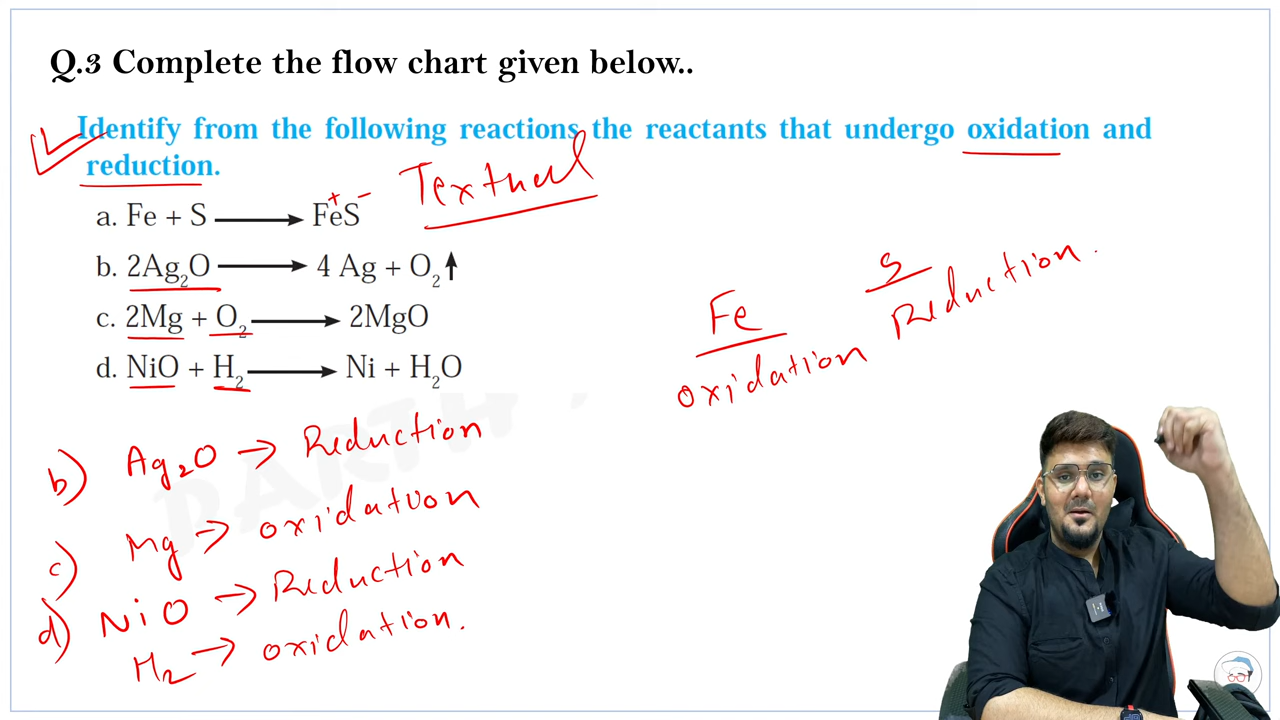 Q.3 Complete the flow chart given below..
Identify from the following reactions the reactants that undergo oxidation and
reduction.
Textual
a. Fe + S ⟶ FeS
+ −
b. 2Ag₂O ⟶ 4 Ag + O₂↑
c. 2Mg + O₂ ⟶ 2MgO
d. NiO + H₂ ⟶ Ni + H₂O
Fe
oxidation
S
Reduction.
b) Ag₂O → Reduction
c) Mg → oxidation
d) NiO → Reduction
H₂ → oxidation.
PARTH